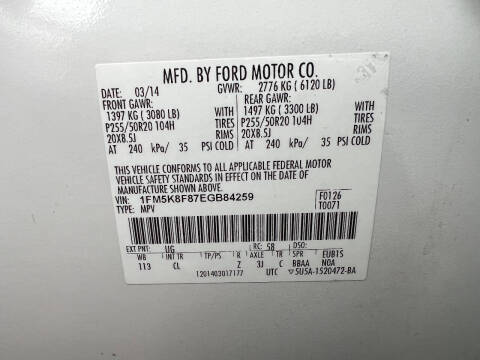 MFD. BY FORD MOTOR CO.
DATE: 03/14 GVWR: 2776 KG ( 6120 LB)
FRONT GAWR: REAR GAWR:
1397 KG ( 3080 LB) WITH 1497 KG ( 3300 LB) WITH
P255/50R20 104H TIRES P255/50R20 104H TIRES
20X8.5J RIMS 20X8.5J RIMS
AT 240 kPa/ 35 PSI COLD AT 240 kPa/ 35 PSI COLD
THIS VEHICLE CONFORMS TO ALL APPLICABLE FEDERAL MOTOR
VEHICLE SAFETY STANDARDS IN EFFECT ON THE DATE OF
MANUFACTURE SHOWN ABOVE.
VIN: 1FM5K8F87EGB84259 F0126
TYPE: MPV T0071
EXT PNT: UG RC: 58 DSO:
WB INT TR TP/PS R AXLE TR SPR EUB15
113 CL Z 3J C BBAA NOA
1201403017177 UTC 5U5A-1520472-BA